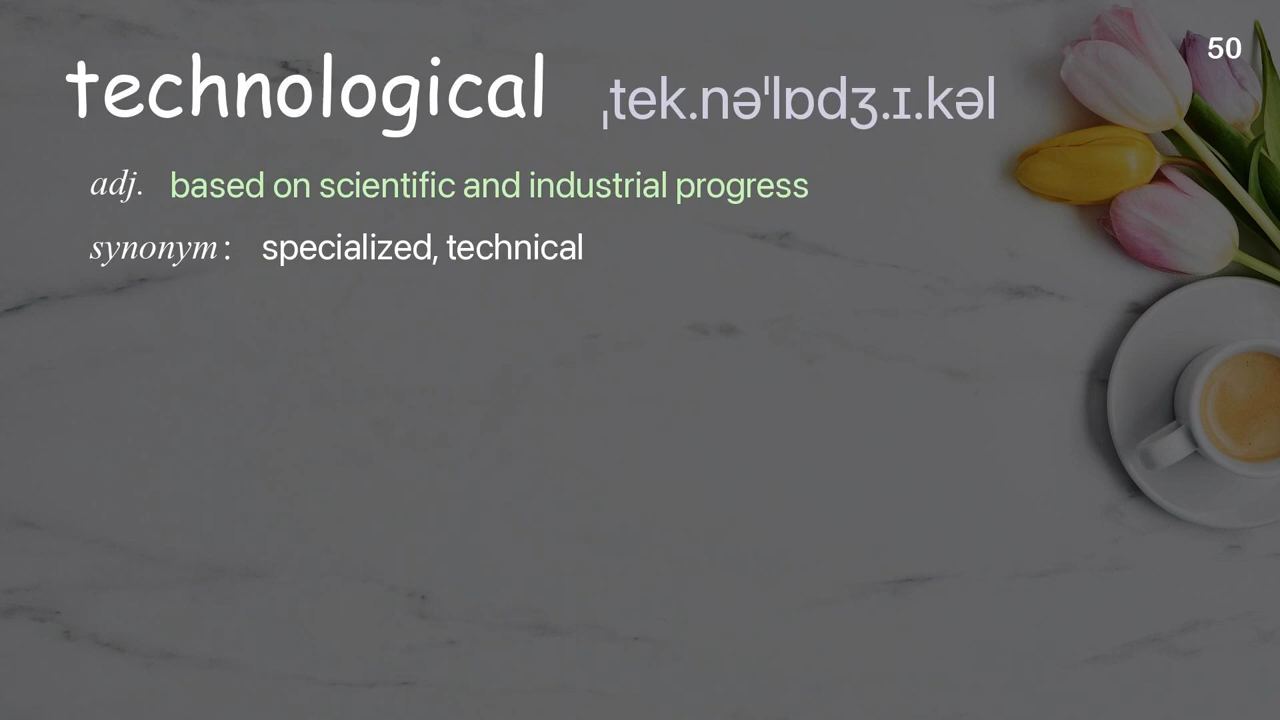 50
technological ˌtek.nəˈlɒdʒ.ɪ.kəl
adj. based on scientific and industrial progress
synonym: specialized, technical